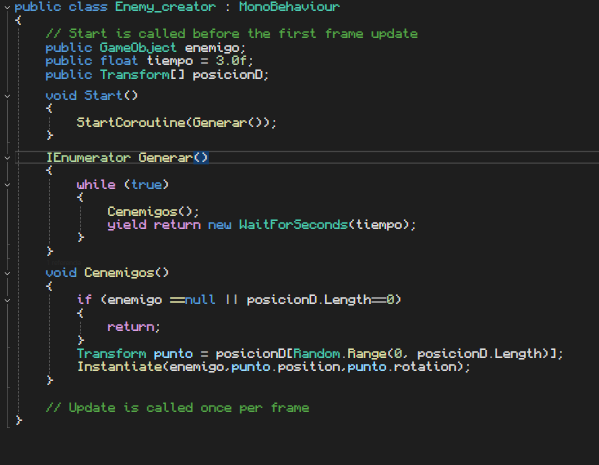 public class Enemy_creator : MonoBehaviour
{
// Start is called before the first frame update
public GameObject enemigo;
public float tiempo = 3.0f;
public Transform[] posicionD;
void Start()
{
StartCoroutine(Generar());
}
IEnumerator Generar()
{
while (true)
{
Cenemigos();
yield return new WaitForSeconds(tiempo);
}
}
void Cenemigos()
{
if (enemigo ==null || posicionD.Length==0)
{
return;
}
Transform punto = posicionD[Random.Range(0, posicionD.Length)];
Instantiate(enemigo,punto.position,punto.rotation);
}
// Update is called once per frame
}